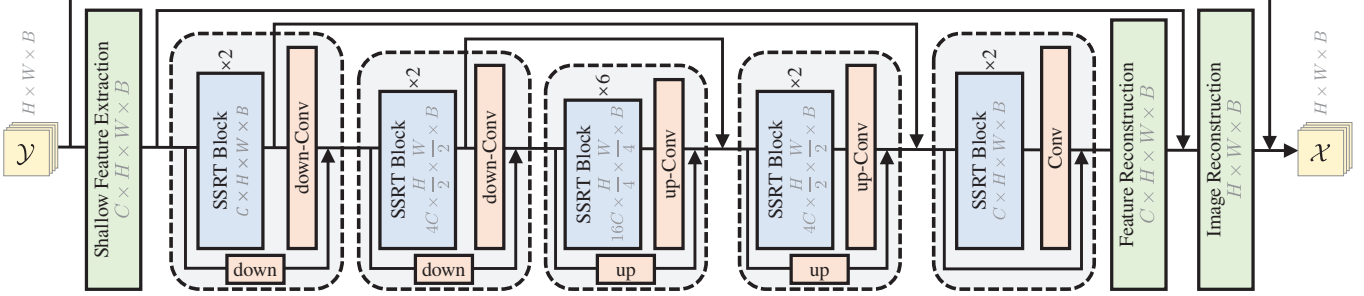 𝒴
H × W × B
Shallow Feature Extraction
C × H × W × B
SSRT Block
C × H × W × B
×2
down-Conv
down
SSRT Block
4C × H/2 × W/2 × B
×2
down-Conv
down
SSRT Block
16C × H/4 × W/4 × B
×6
up-Conv
up
SSRT Block
4C × H/2 × W/2 × B
×2
up-Conv
up
SSRT Block
C × H × W × B
×2
Conv
Feature Reconstruction
C × H × W × B
Image Reconstruction
H × W × B
H × W × B
𝒳